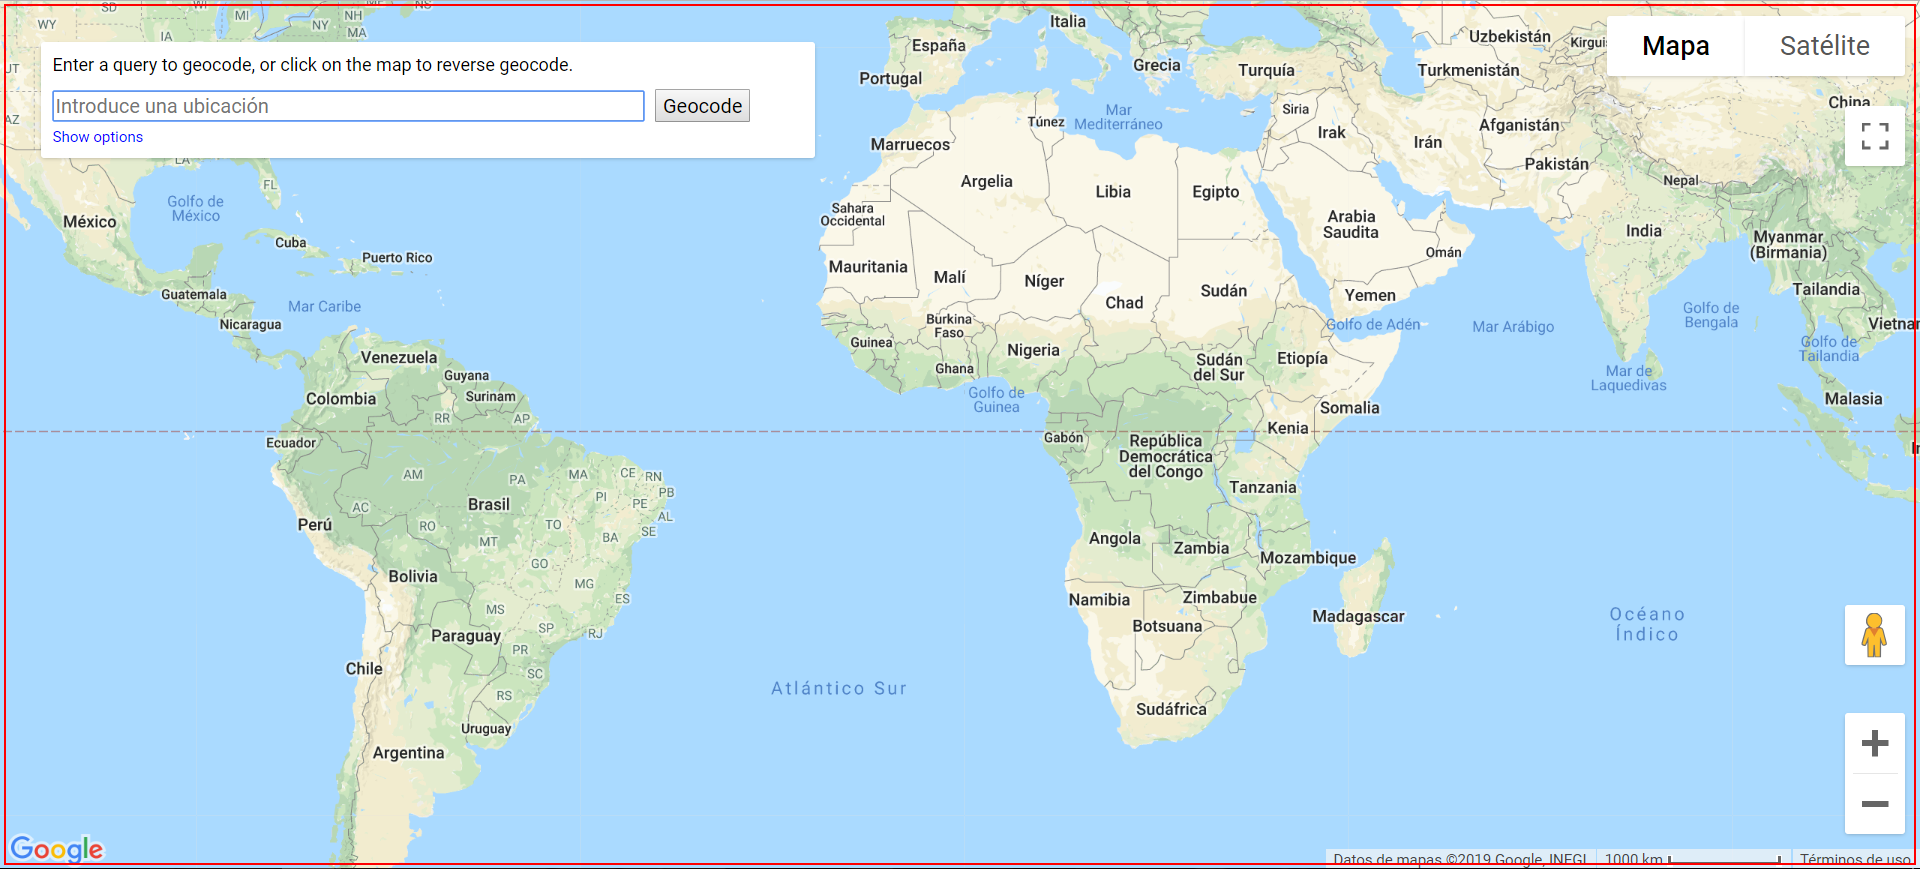 SD
WI
MI
NH
NS
WY
IA
NY
MA
UT
AZ
LA
FL
Enter a query to geocode, or click on the map to reverse geocode.
Introduce una ubicación
Geocode
Show options
Mapa
Satélite
Italia
España
Portugal
Grecia
Turquía
Uzbekistán
Turkmenistán
China
Mar
Mediterráneo
Túnez
Siria
Irak
Irán
Afganistán
Pakistán
Nepal
Marruecos
Argelia
Libia
Egipto
Arabia
Saudita
Omán
India
Myanmar
(Birmania)
Golfo de
México
México
Cuba
Puerto Rico
Sahara
Occidental
Mauritania
Malí
Níger
Chad
Sudán
Yemen
Tailandia
Guatemala
Mar Caribe
Nicaragua
Burkina
Faso
Golfo de Adén
Mar Arábigo
Golfo de
Bengala
Vietnam
Golfo de
Tailandia
Guinea
Nigeria
Ghana
Sudán
del Sur
Etiopía
Venezuela
Guyana
Surinam
Colombia
Golfo de
Guinea
Somalia
Mar de
Laquedivas
Malasia
RR
AP
Ecuador
Gabón
República
Democrática
del Congo
Kenia
Tanzania
AM
PA
MA
CE
RN
PB
PI
PE
AL
SE
Brasil
AC
RO
TO
BA
MT
Perú
Bolivia
GO
MG
ES
MS
SP
RJ
Angola
Zambia
Mozambique
Namibia
Zimbabue
Botsuana
Madagascar
Océano
Índico
Paraguay
PR
SC
RS
Chile
Uruguay
Argentina
Atlántico Sur
Sudáfrica
Google
Datos de mapas ©2019 Google, INEGI
1000 km
Términos de uso